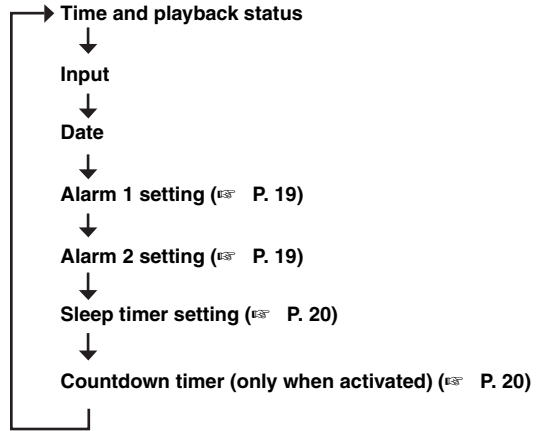 Time and playback status
Input
Date
Alarm 1 setting (☞ P. 19)
Alarm 2 setting (☞ P. 19)
Sleep timer setting (☞ P. 20)
Countdown timer (only when activated) (☞ P. 20)